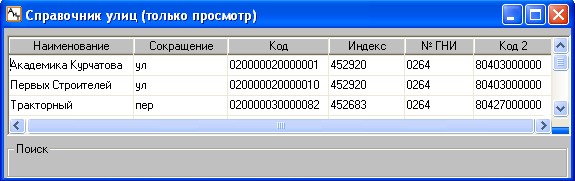 Справочник улиц (только просмотр)
Наименование Сокращение Код Индекс № ГНИ Код 2
Академика Курчатова ул 020000020000001 452920 0264 80403000000
Первых Строителей ул 020000020000010 452920 0264 80403000000
Тракторный пер 020000030000082 452683 0264 80427000000
Поиск